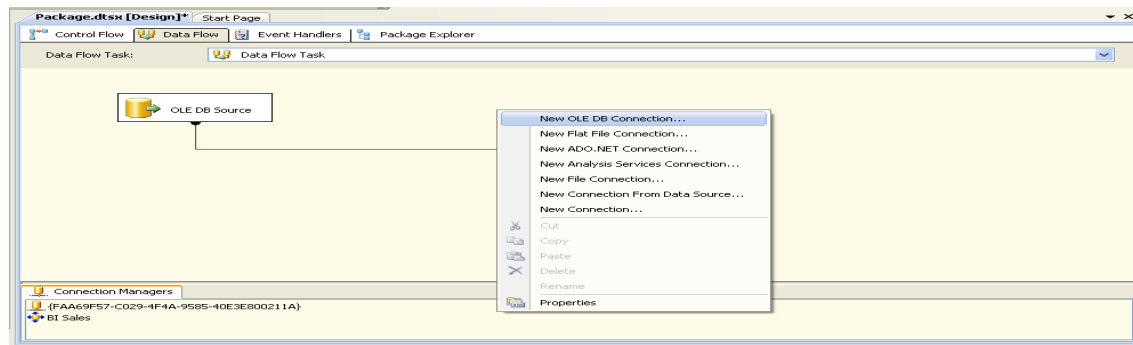 Package.dtsx [Design]* Start Page
Control Flow Data Flow Event Handlers Package Explorer
Data Flow Task: Data Flow Task
OLE DB Source
New OLE DB Connection...
New Flat File Connection...
New ADO.NET Connection...
New Analysis Services Connection...
New File Connection...
New Connection From Data Source...
New Connection...
Cut
Copy
Paste
Delete
Rename
Properties
Connection Managers
{FAA69F57-C029-4F4A-9585-40E3E800211A}
BI Sales